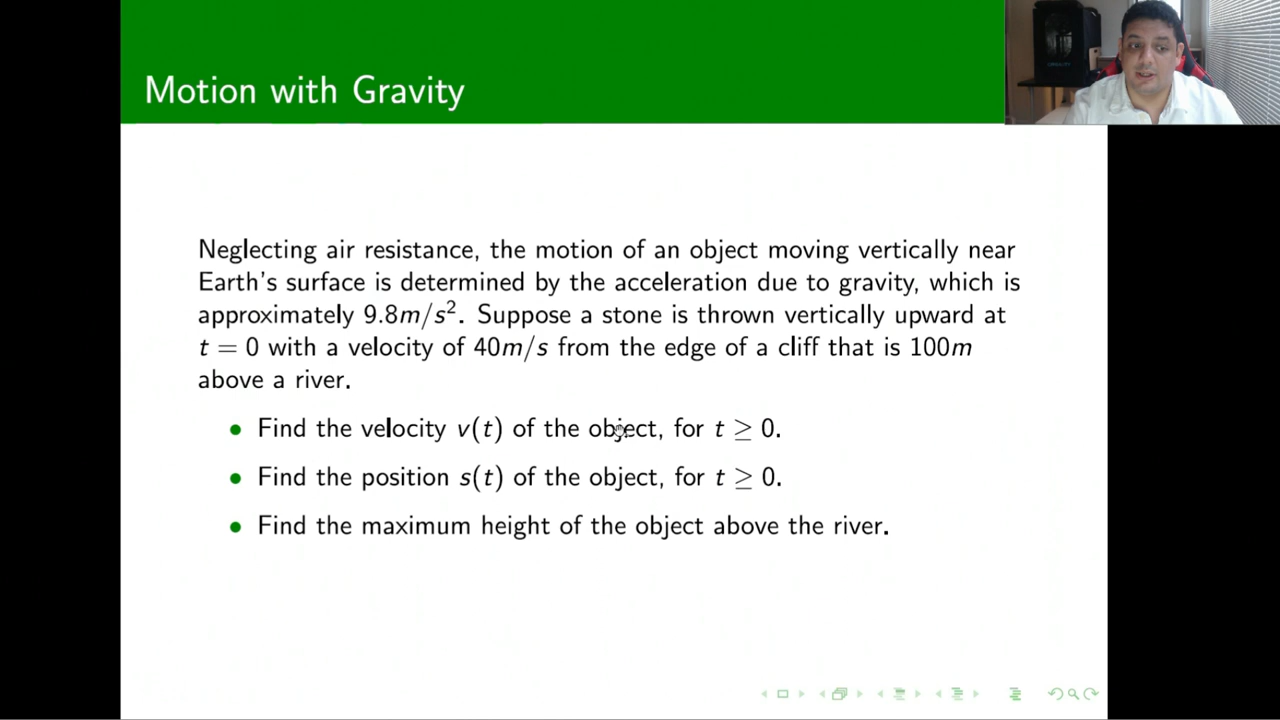 Motion with Gravity
Neglecting air resistance, the motion of an object moving vertically near
Earth's surface is determined by the acceleration due to gravity, which is
approximately 9.8m/s². Suppose a stone is thrown vertically upward at
t = 0 with a velocity of 40m/s from the edge of a cliff that is 100m
above a river.
• Find the velocity v(t) of the object, for t ≥ 0.
• Find the position s(t) of the object, for t ≥ 0.
• Find the maximum height of the object above the river.